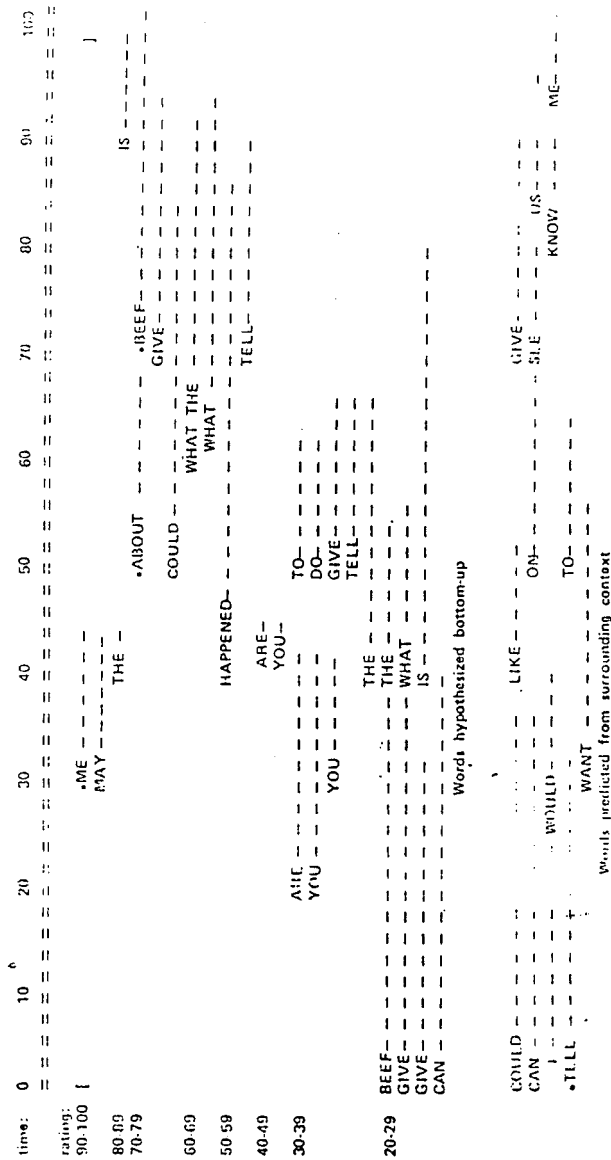 time: 0 10 20 30 40 50 60 70 80 90 100
rating:
90-100 [ •ME ]
MAY
80-89 THE IS
70-79 •ABOUT •BEEF
GIVE
60-69 COULD
WHAT THE
WHAT
50-59 HAPPENED
TELL
40-49 ARE
YOU
30-39 ARE TO
YOU DO
YOU GIVE
TELL
THE
20-29 BEEF THE
GIVE WHAT
GIVE IS
CAN
Words hypothesized bottom-up
COULD LIKE GIVE
CAN ON SEE US
I WOULD KNOW ME
•TELL TO
WANT
Words predicted from surrounding context